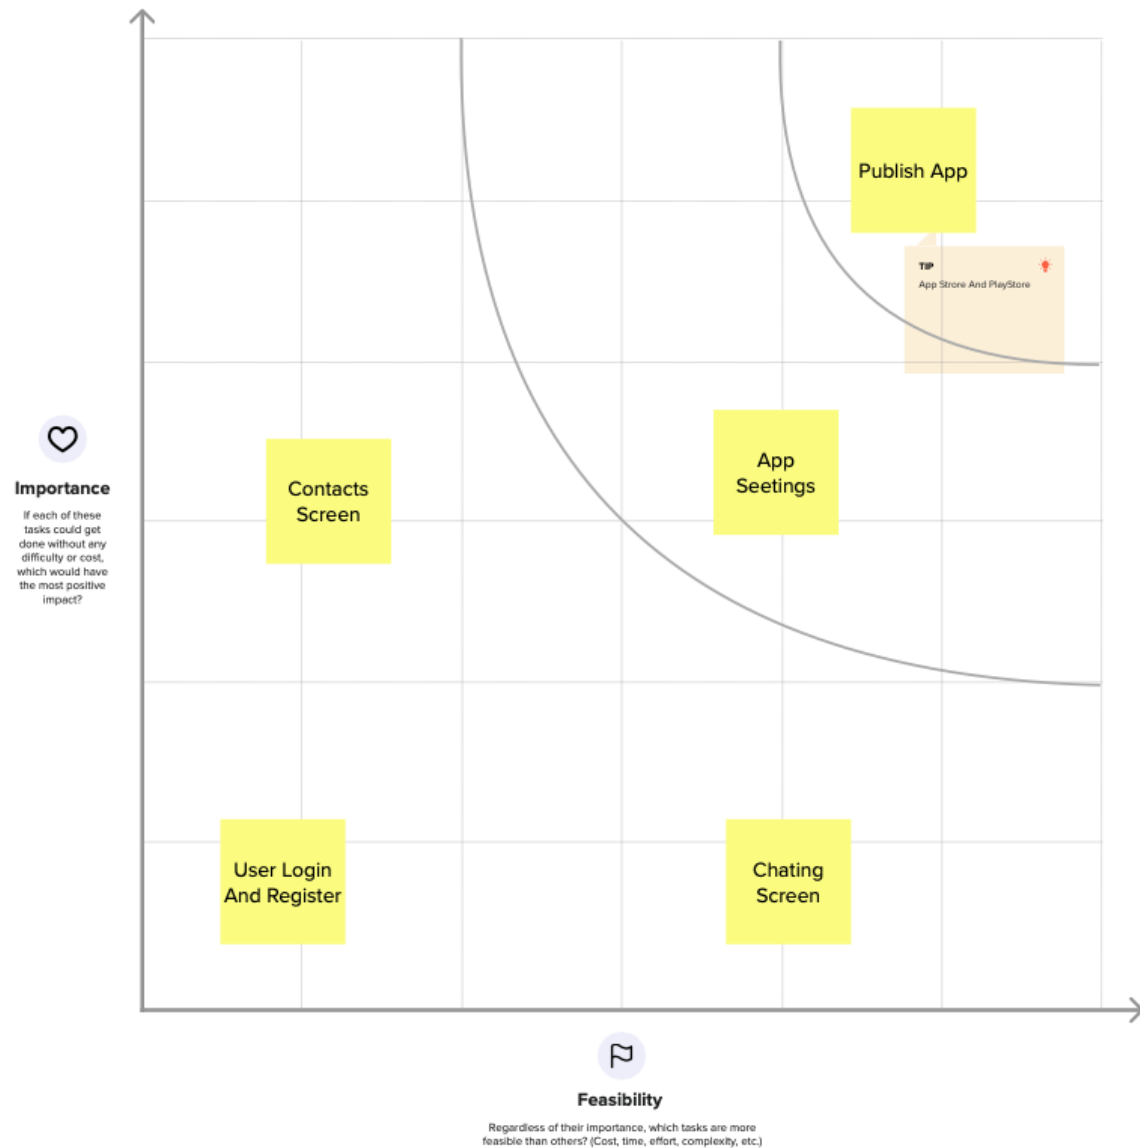 Publish App
TIP
App Strore And PlayStore
App
Seetings
Contacts
Screen
Importance
If each of these
tasks could get
done without any
difficulty or cost,
which would have
the most positive
impact?
User Login
And Register
Chating
Screen
Feasibility
Regardless of their importance, which tasks are more
feasible than others? (Cost, time, effort, complexity, etc.)